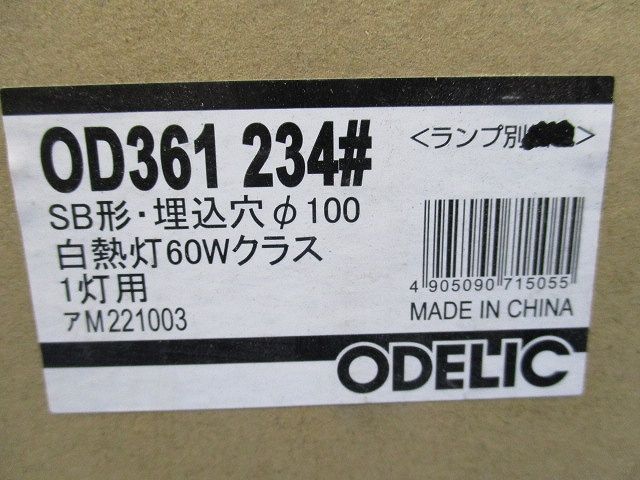 OD361 234#
<ランプ別 >
SB形・埋込穴φ100
白熱灯60Wクラス
1灯用
ァM221003
4 905090 715055
MADE IN CHINA
ODELIC